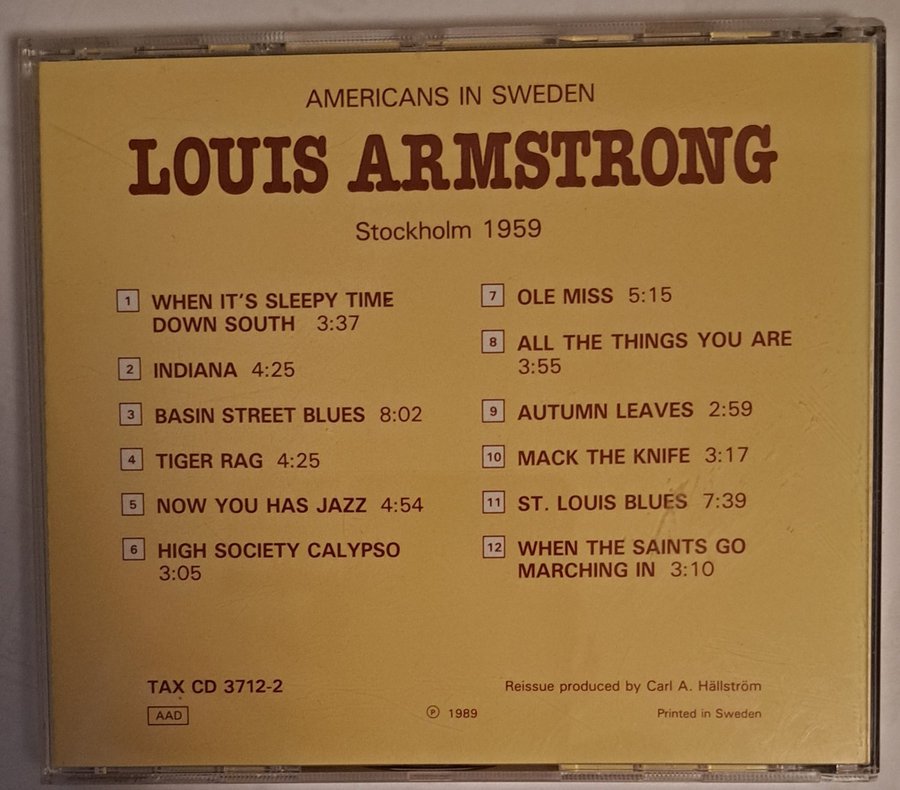 AMERICANS IN SWEDEN
LOUIS ARMSTRONG
Stockholm 1959
1 WHEN IT'S SLEEPY TIME
DOWN SOUTH 3:37
2 INDIANA 4:25
3 BASIN STREET BLUES 8:02
4 TIGER RAG 4:25
5 NOW YOU HAS JAZZ 4:54
6 HIGH SOCIETY CALYPSO
3:05
7 OLE MISS 5:15
8 ALL THE THINGS YOU ARE
3:55
9 AUTUMN LEAVES 2:59
10 MACK THE KNIFE 3:17
11 ST. LOUIS BLUES 7:39
12 WHEN THE SAINTS GO
MARCHING IN 3:10
TAX CD 3712-2
AAD
℗ 1989
Reissue produced by Carl A. Hällström
Printed in Sweden